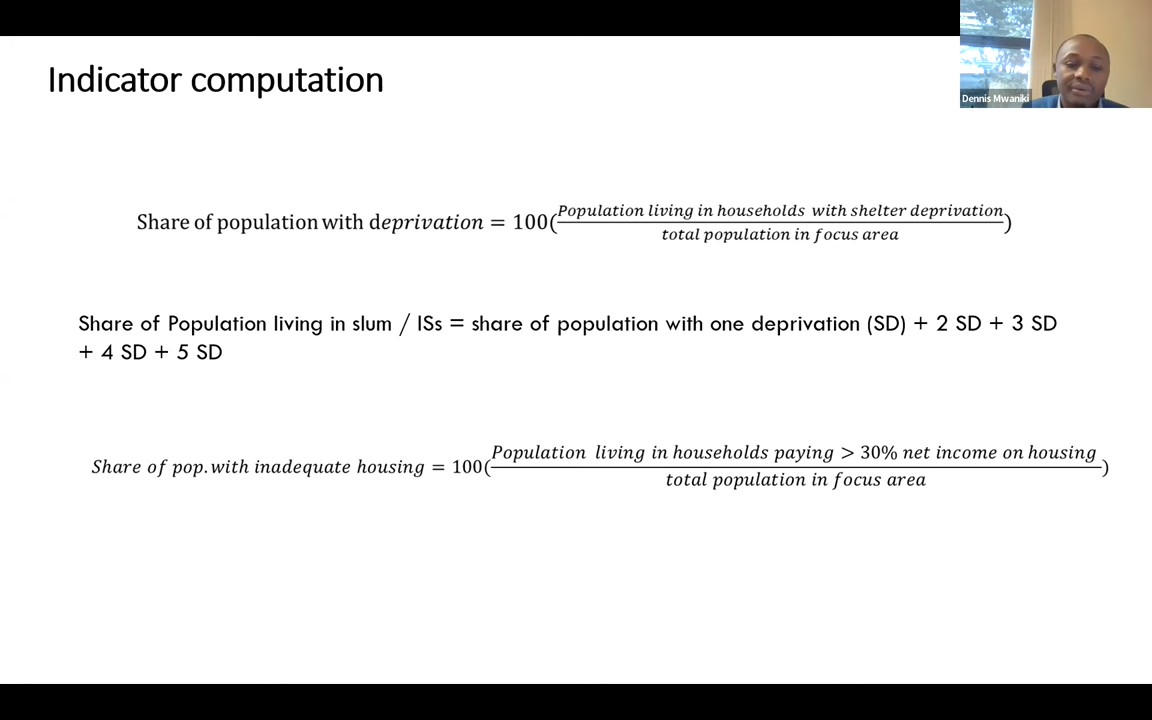 Indicator computation
Dennis Mwaniki
Share of population with deprivation = 100(Population living in households with shelter deprivation / total population in focus area)
Share of Population living in slum / ISs = share of population with one deprivation (SD) + 2 SD + 3 SD
+ 4 SD + 5 SD
Share of pop. with inadequate housing = 100(Population living in households paying > 30% net income on housing / total population in focus area)